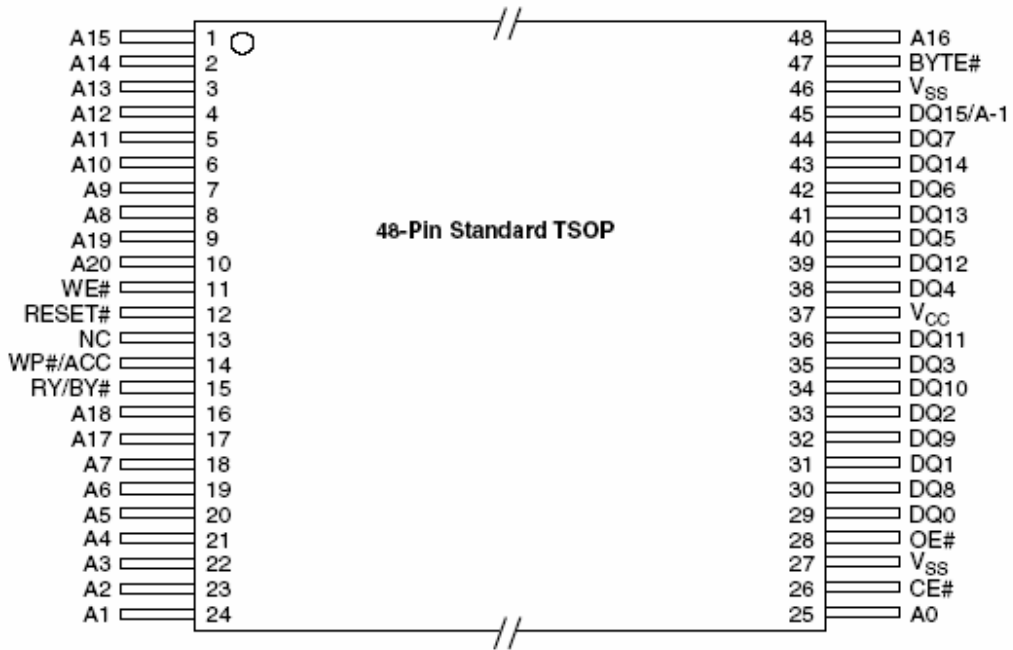 A15 1 48 A16
A14 2 47 BYTE#
A13 3 46 VSS
A12 4 45 DQ15/A-1
A11 5 44 DQ7
A10 6 43 DQ14
A9 7 42 DQ6
A8 8 41 DQ13
48-Pin Standard TSOP
A19 9 40 DQ5
A20 10 39 DQ12
WE# 11 38 DQ4
RESET# 12 37 VCC
NC 13 36 DQ11
WP#/ACC 14 35 DQ3
RY/BY# 15 34 DQ10
A18 16 33 DQ2
A17 17 32 DQ9
A7 18 31 DQ1
A6 19 30 DQ8
A5 20 29 DQ0
A4 21 28 OE#
A3 22 27 VSS
A2 23 26 CE#
A1 24 25 A0